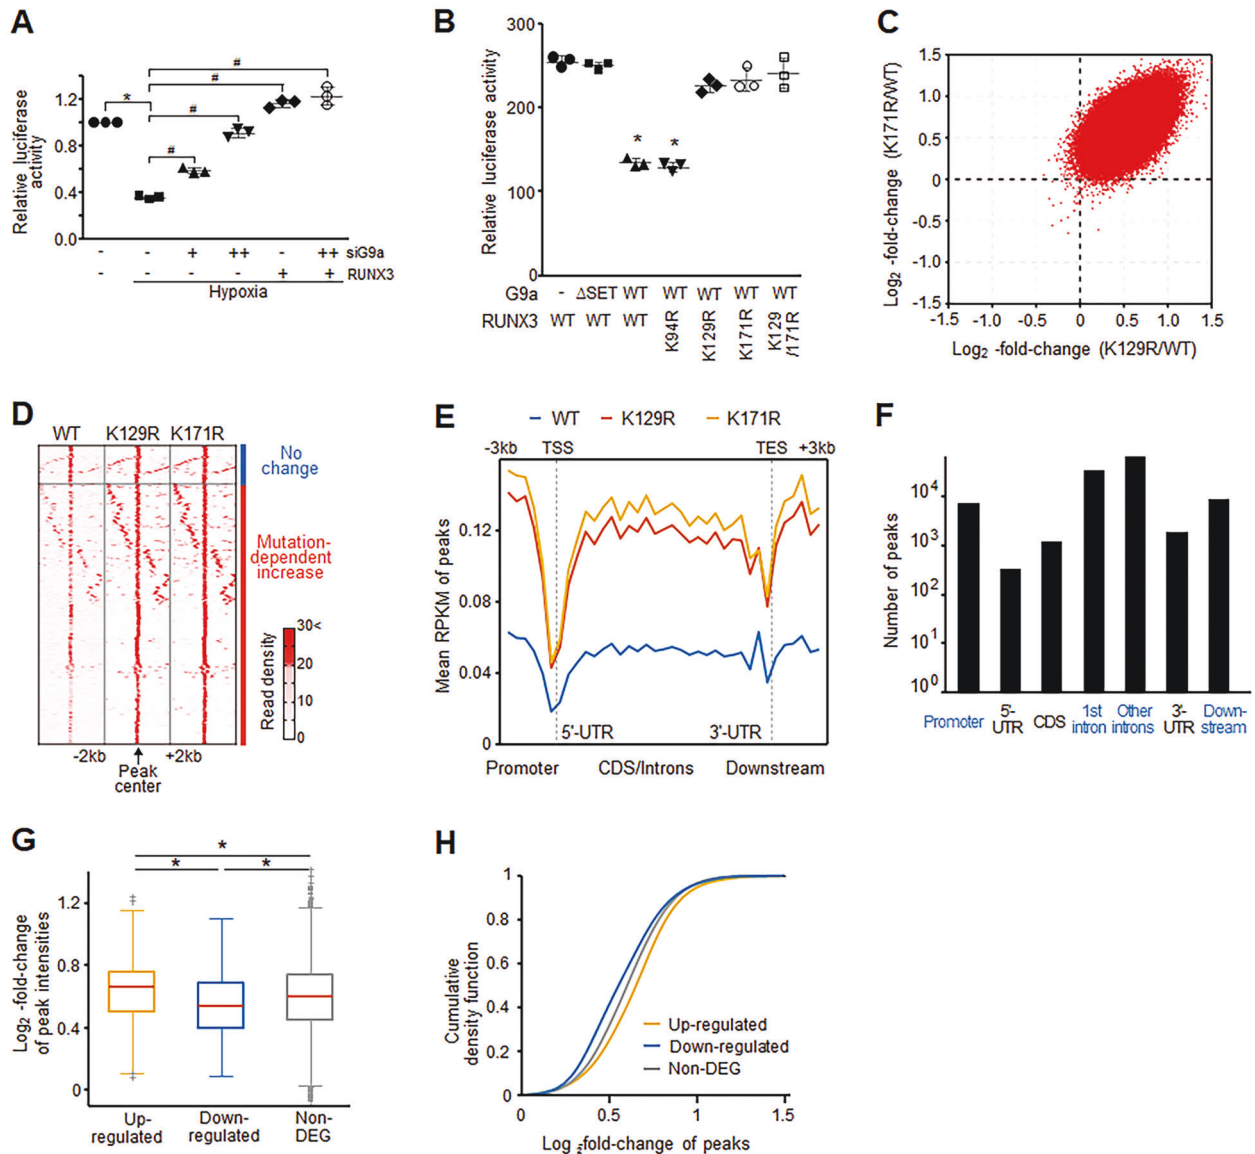 A
Relative luciferase
activity
1.2
0.8
0.4
0.0
*
#
#
#
#
- - + ++ - ++ siG9a
- - - - + + RUNX3
Hypoxia
B
Relative luciferase activity
300
200
100
0
*
*
G9a - ΔSET WT WT WT WT WT
RUNX3 WT WT WT K94R K129R K171R K129
/171R
C
Log2 -fold-change (K171R/WT)
1.5
1.0
0.5
0
-0.5
-1.0
-1.5
-1.5 -1.0 -0.5 0 0.5 1.0 1.5
Log2 -fold-change (K129R/WT)
D
WT K129R K171R
No
change
Mutation-
dependent
increase
Read density
30<
20
10
0
-2kb +2kb
Peak
center
E
WT K129R K171R
-3kb TSS TES +3kb
Mean RPKM of peaks
0.12
0.08
0.04
0
5'-UTR 3'-UTR
Promoter CDS/Introns Downstream
F
Number of peaks
10^4
10^3
10^2
10^1
10^0
Promoter
5'-
UTR
CDS
1st
intron
Other
introns
3'-
UTR
Down-
stream
G
Log2 -fold-change
of peak intensities
1.2
0.8
0.4
0
*
* *
Up-
regulated
Down-
regulated
Non-
DEG
H
Cumulative
density function
1
0.8
0.6
0.4
0.2
0
Up-regulated
Down-regulated
Non-DEG
0 0.5 1 1.5
Log 2-fold-change of peaks